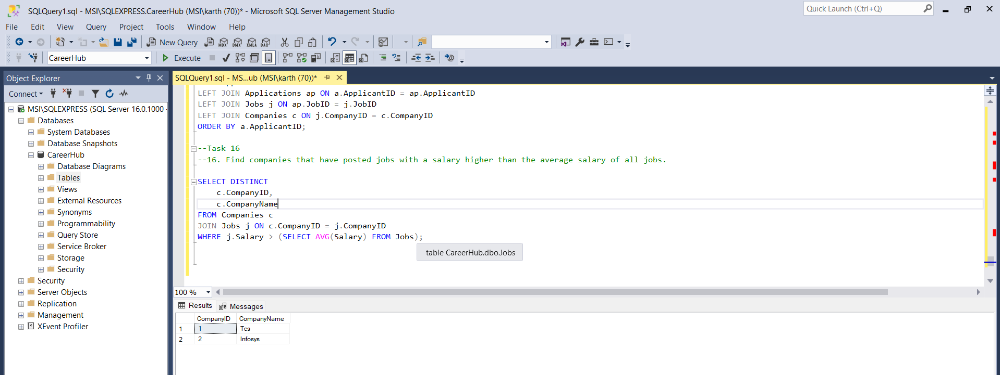 SQLQuery1.sql - MSI\SQLEXPRESS.CareerHub (MSI\karth (70))* - Microsoft SQL Server Management Studio
Quick Launch (Ctrl+Q)
File Edit View Project Query Tools Window Help
New Query
MDX DMX XMLA DAX
CareerHub
Execute
Object Explorer
Connect
MSI\SQLEXPRESS (SQL Server 16.0.1000 -
Databases
System Databases
Database Snapshots
CareerHub
Database Diagrams
Tables
Views
External Resources
Synonyms
Programmability
Query Store
Service Broker
Storage
Security
Security
Server Objects
Replication
Management
XEvent Profiler
SQLQuery1.sql - MS...ub (MSI\karth (70))*
LEFT JOIN Applications ap ON a.ApplicantID = ap.ApplicantID
LEFT JOIN Jobs j ON ap.JobID = j.JobID
LEFT JOIN Companies c ON j.CompanyID = c.CompanyID
ORDER BY a.ApplicantID;
--Task 16
--16. Find companies that have posted jobs with a salary higher than the average salary of all jobs.
SELECT DISTINCT
c.CompanyID,
c.CompanyName
FROM Companies c
JOIN Jobs j ON c.CompanyID = j.CompanyID
WHERE j.Salary > (SELECT AVG(Salary) FROM Jobs);
table CareerHub.dbo.Jobs
100 %
Results Messages
CompanyID CompanyName
1 1 Tcs
2 2 Infosys